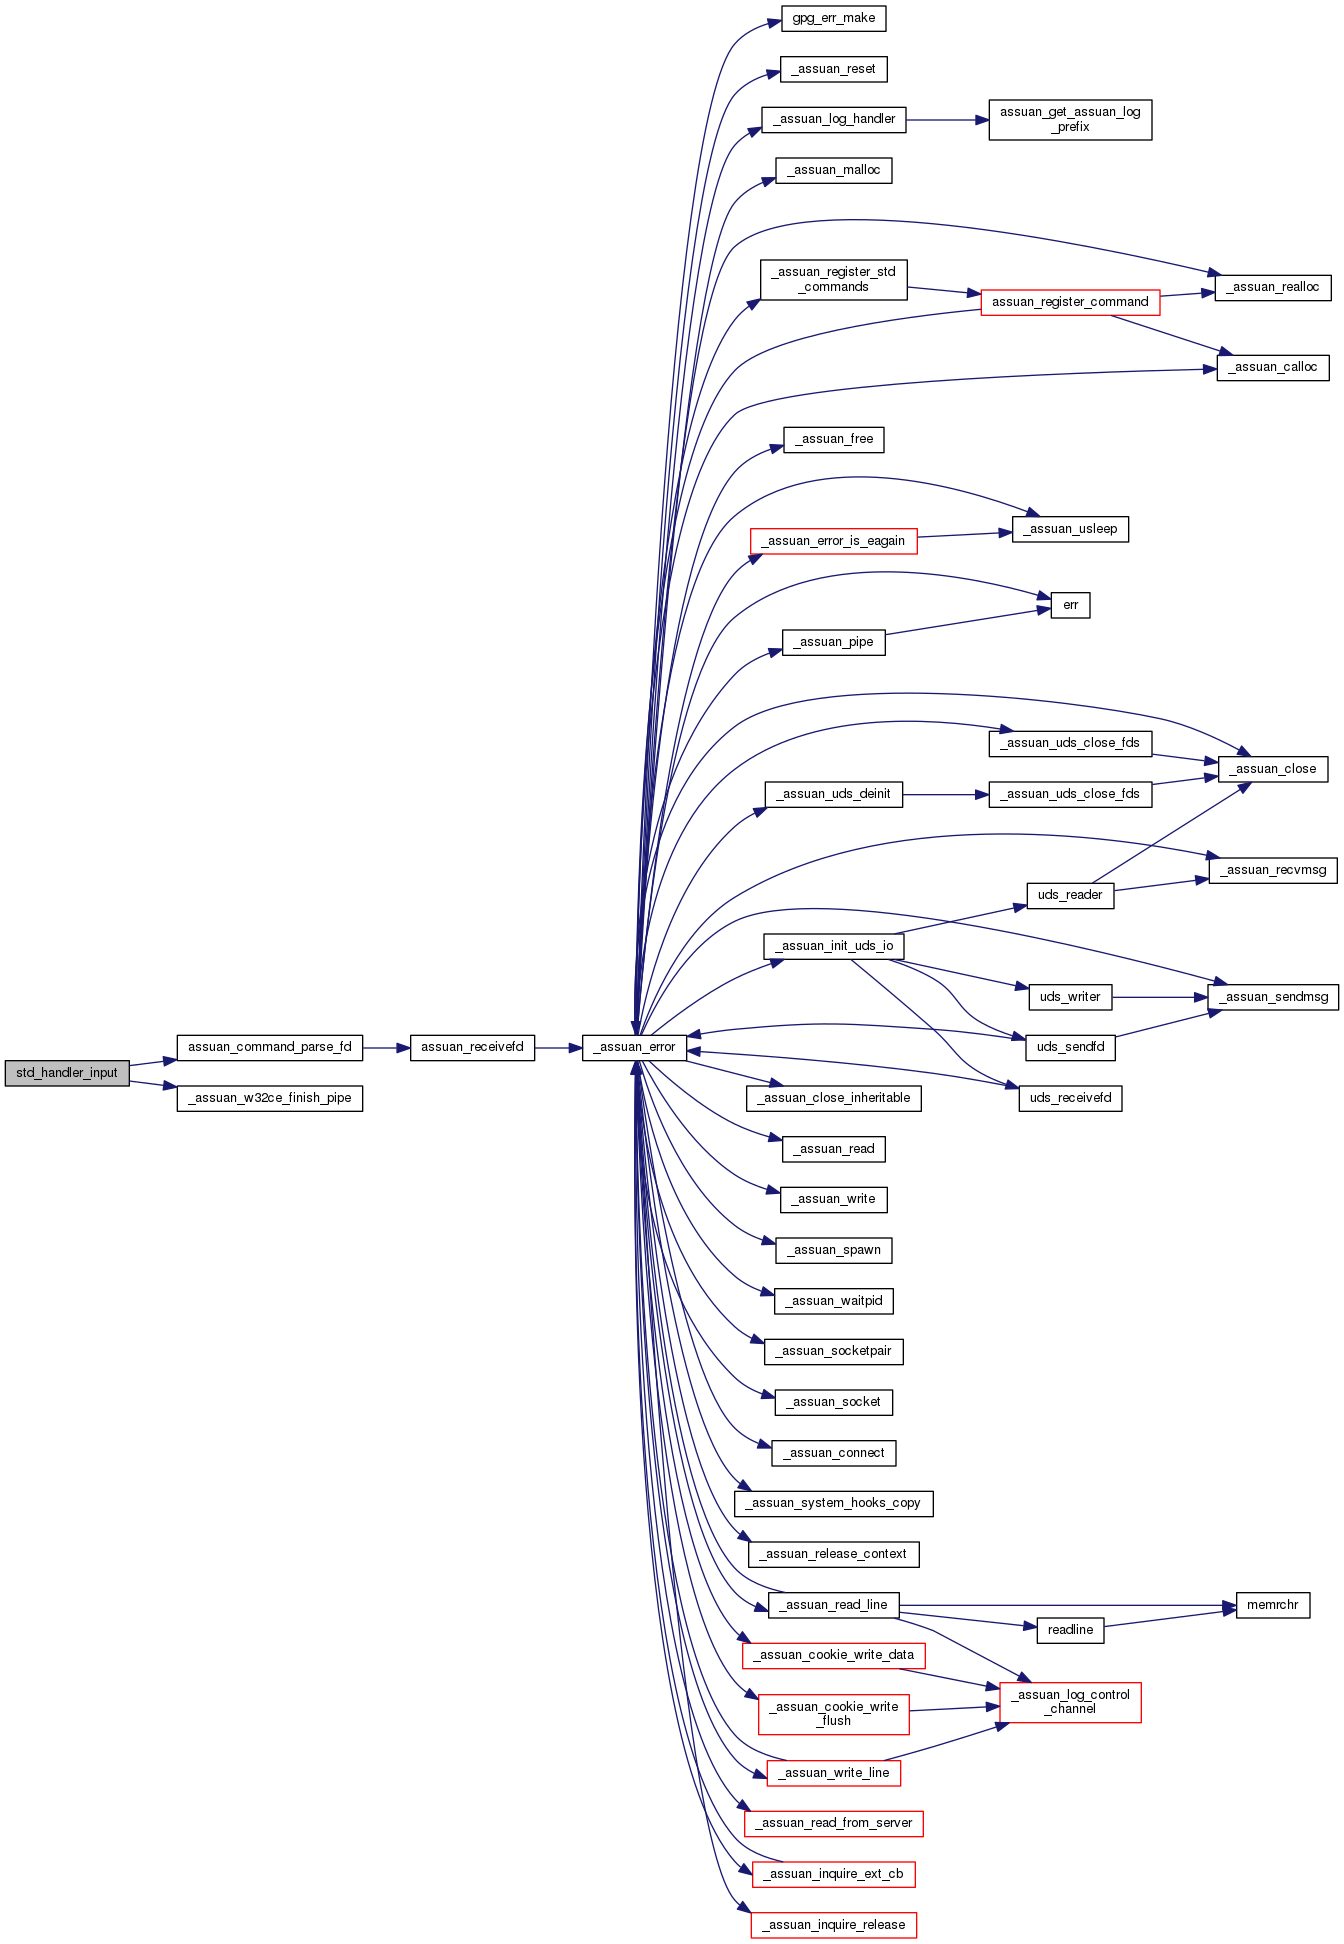 gpg_err_make
_assuan_reset
_assuan_log_handler
assuan_get_assuan_log
_prefix
_assuan_malloc
_assuan_register_std
_commands
_assuan_realloc
assuan_register_command
_assuan_calloc
_assuan_free
_assuan_usleep
_assuan_error_is_eagain
err
_assuan_pipe
_assuan_uds_close_fds
_assuan_close
_assuan_uds_deinit
_assuan_uds_close_fds
_assuan_recvmsg
uds_reader
_assuan_init_uds_io
uds_writer
_assuan_sendmsg
std_handler_input
assuan_command_parse_fd
assuan_receivefd
_assuan_error
uds_sendfd
_assuan_w32ce_finish_pipe
_assuan_close_inheritable
uds_receivefd
_assuan_read
_assuan_write
_assuan_spawn
_assuan_waitpid
_assuan_socketpair
_assuan_socket
_assuan_connect
_assuan_system_hooks_copy
_assuan_release_context
_assuan_read_line
memrchr
readline
_assuan_cookie_write_data
_assuan_log_control
_channel
_assuan_cookie_write
_flush
_assuan_write_line
_assuan_read_from_server
_assuan_inquire_ext_cb
_assuan_inquire_release